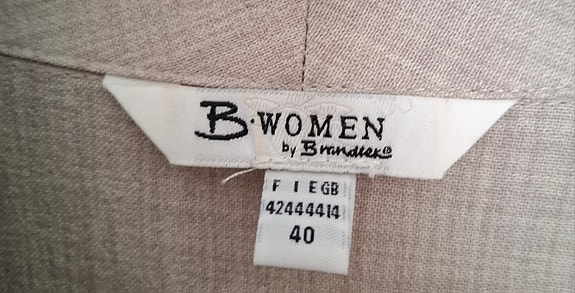 B·WOMEN
by Brandtex®
F I E GB
42444414
40